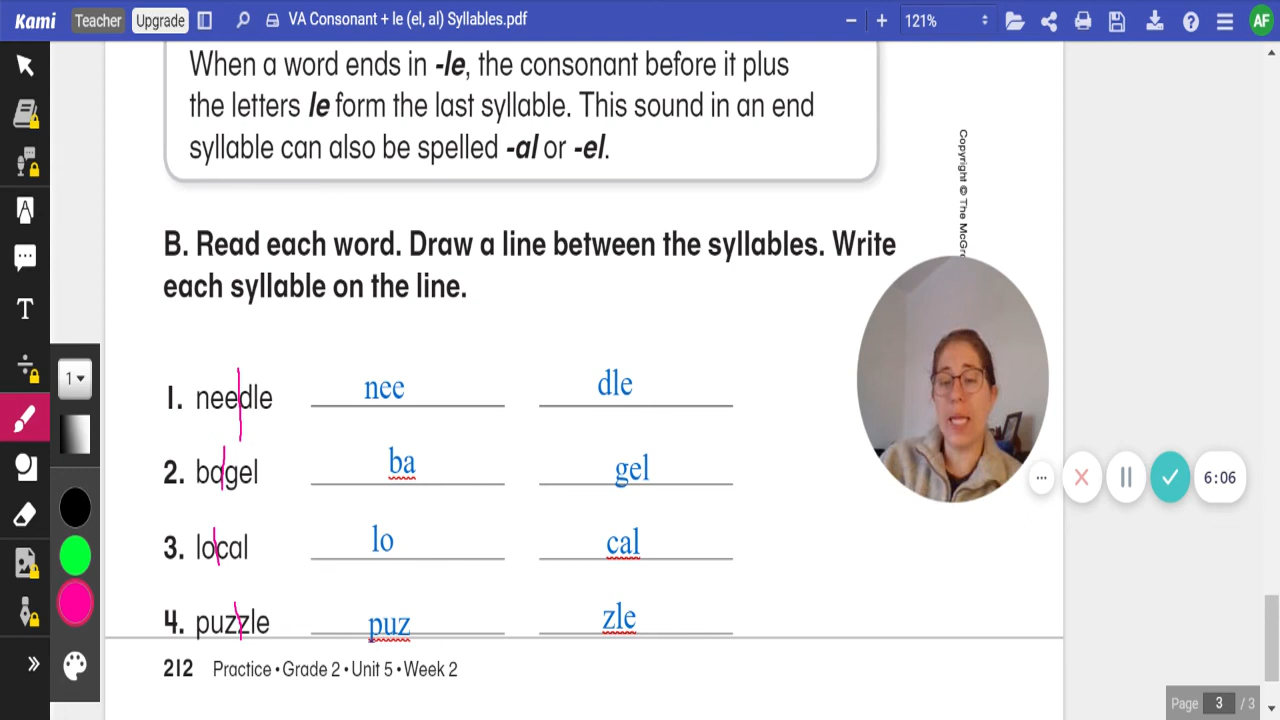 Kami Teacher Upgrade VA Consonant + le (el, al) Syllables.pdf 121% AF
When a word ends in -le, the consonant before it plus
the letters le form the last syllable. This sound in an end
syllable can also be spelled -al or -el.
Copyright © The McGra
B. Read each word. Draw a line between the syllables. Write
each syllable on the line.
1. needle nee dle
2. bagel ba gel
3. local lo cal
4. puzzle puz zle
212 Practice • Grade 2 • Unit 5 • Week 2
T
1
6:06
Page 3 / 3